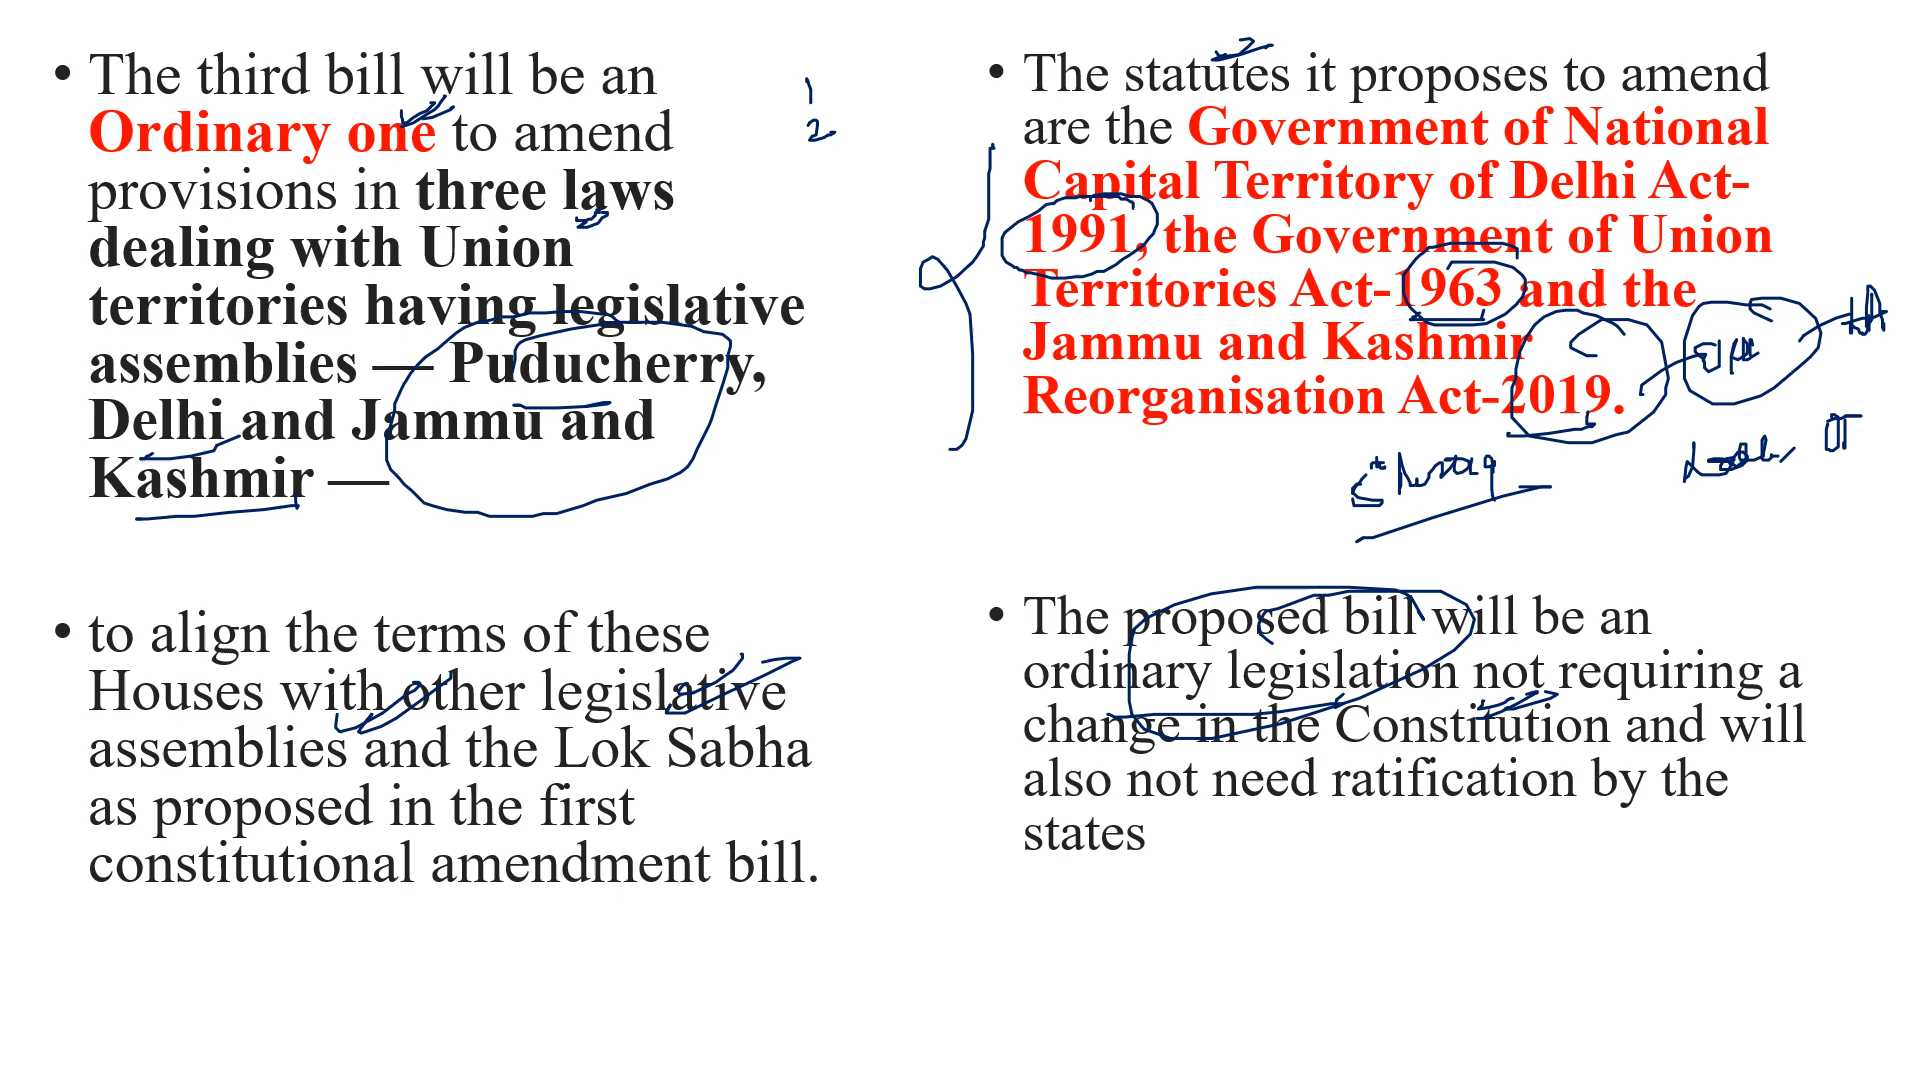 • The third bill will be an
Ordinary one to amend
provisions in three laws
dealing with Union
territories having legislative
assemblies — Puducherry,
Delhi and Jammu and
Kashmir —
• to align the terms of these
Houses with other legislative
assemblies and the Lok Sabha
as proposed in the first
constitutional amendment bill.
1
2
• The statutes it proposes to amend
are the Government of National
Capital Territory of Delhi Act-
1991, the Government of Union
Territories Act-1963 and the
Jammu and Kashmir
Reorganisation Act-2019.
• The proposed bill will be an
ordinary legislation not requiring a
change in the Constitution and will
also not need ratification by the
states